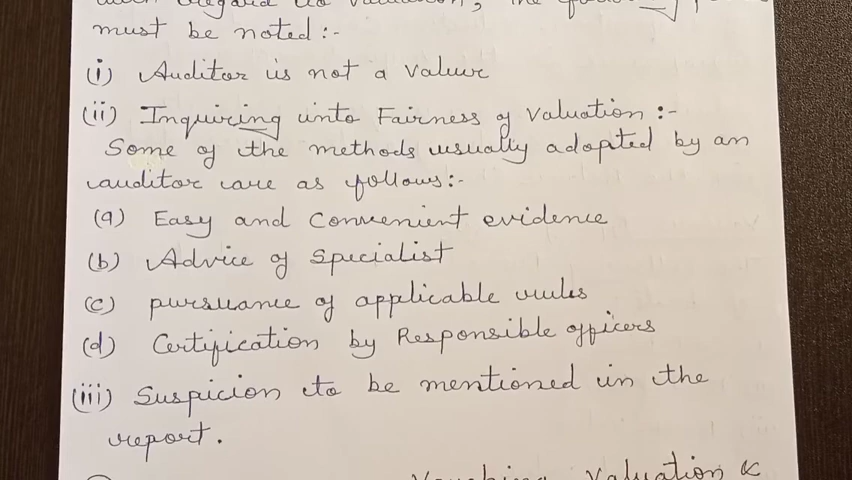 must be noted :-
(i) Auditor is not a valuer
(ii) Inquiring into Fairness of Valuation :-
Some of the methods usually adopted by an
auditor are as follows:-
(a) Easy and Convenient evidence
(b) Advice of Specialist
(c) pursuance of applicable rules
(d) Certification by Responsible officers
(iii) Suspicion to be mentioned in the
report.
Vouching, Valuation &